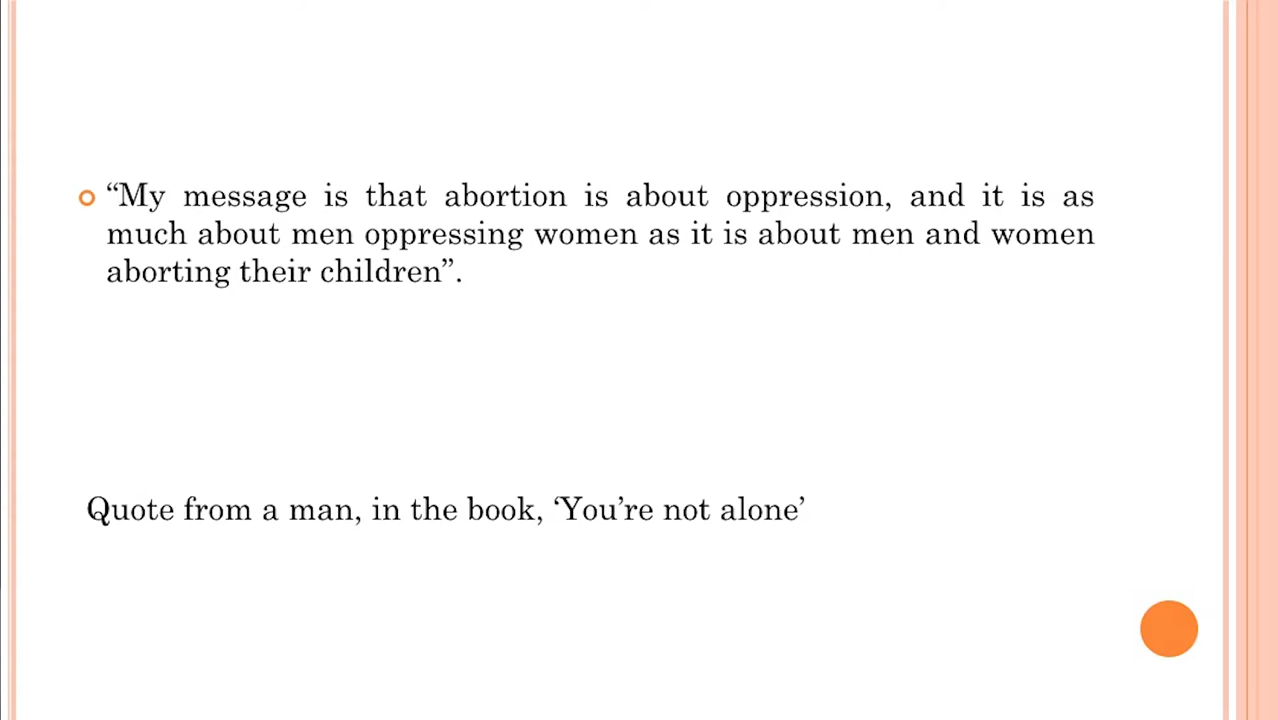 “My message is that abortion is about oppression, and it is as
much about men oppressing women as it is about men and women
aborting their children”.
Quote from a man, in the book, ‘You’re not alone’